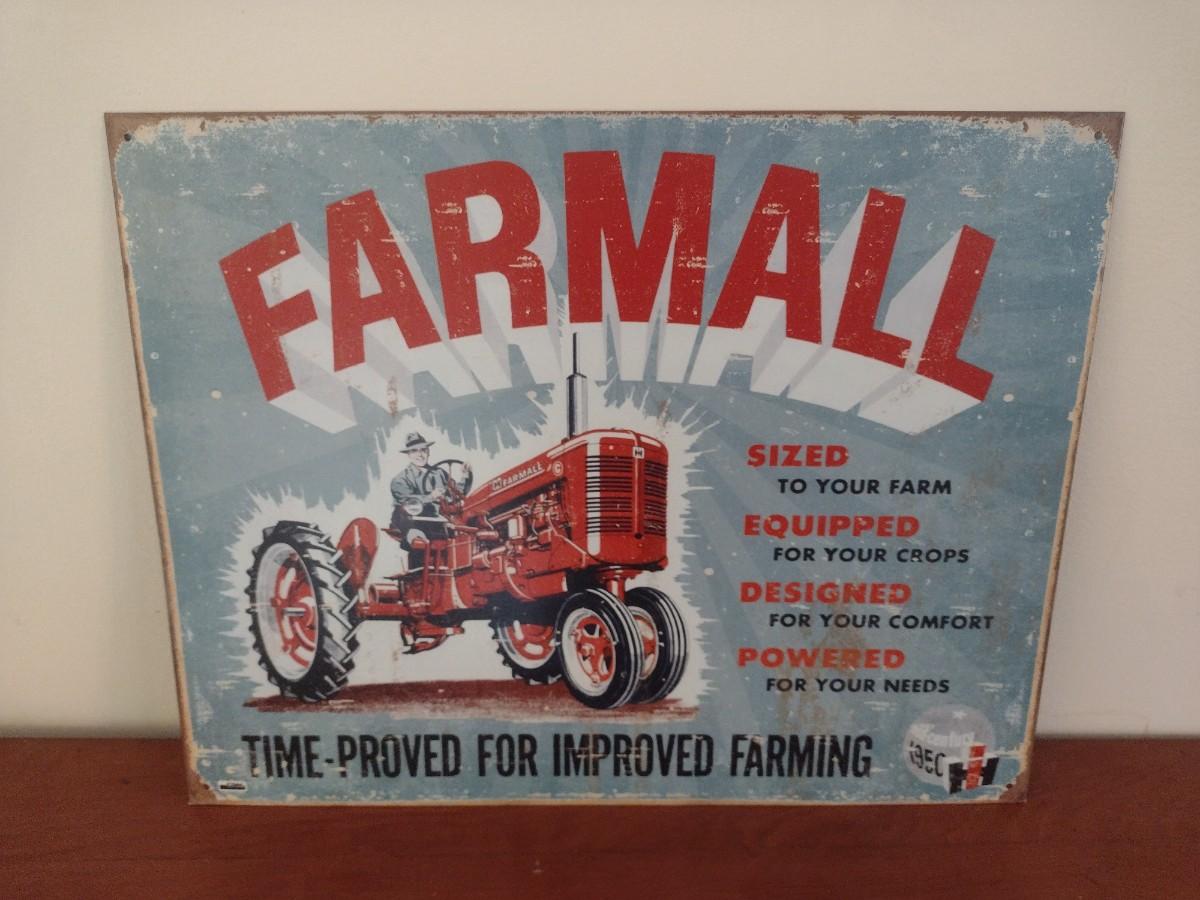 FARMALL
FARMALL C
SIZED
TO YOUR FARM
EQUIPPED
FOR YOUR CROPS
DESIGNED
FOR YOUR COMFORT
POWERED
FOR YOUR NEEDS
TIME-PROVED FOR IMPROVED FARMING
1950
IH